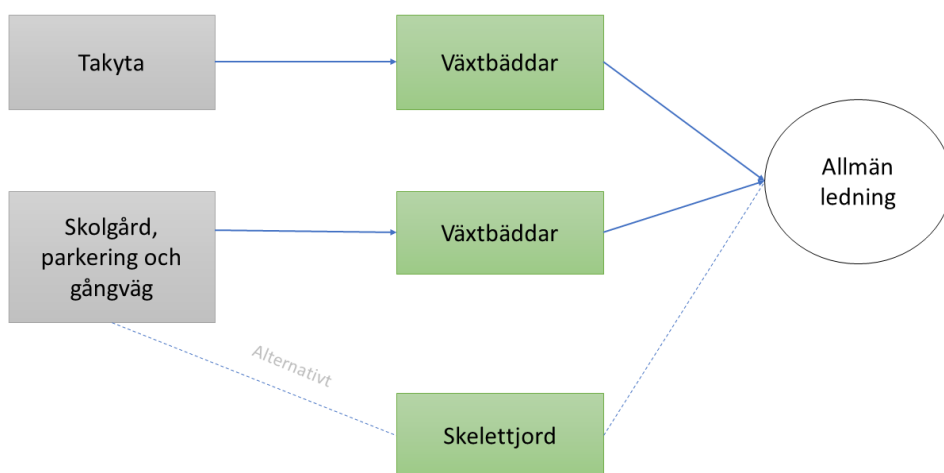 Takyta
Växtbäddar
Allmän
ledning
Skolgård,
parkering och
gångväg
Växtbäddar
Alternativt
Skelettjord